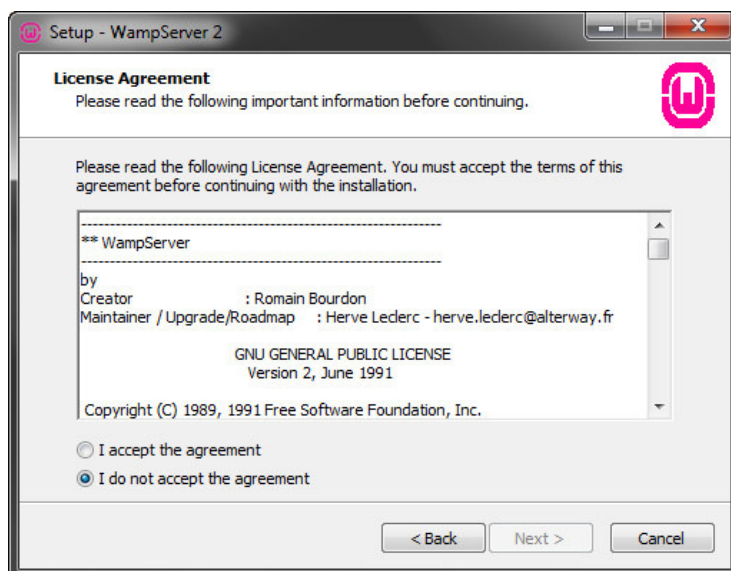 Setup - WampServer 2
License Agreement
Please read the following important information before continuing.
Please read the following License Agreement. You must accept the terms of this
agreement before continuing with the installation.
----------------------------------------------------------------
** WampServer
----------------------------------------------------------------
by
Creator : Romain Bourdon
Maintainer / Upgrade/Roadmap : Herve Leclerc - herve.leclerc@alterway.fr
GNU GENERAL PUBLIC LICENSE
Version 2, June 1991
Copyright (C) 1989, 1991 Free Software Foundation, Inc.
I accept the agreement
I do not accept the agreement
< Back Next > Cancel